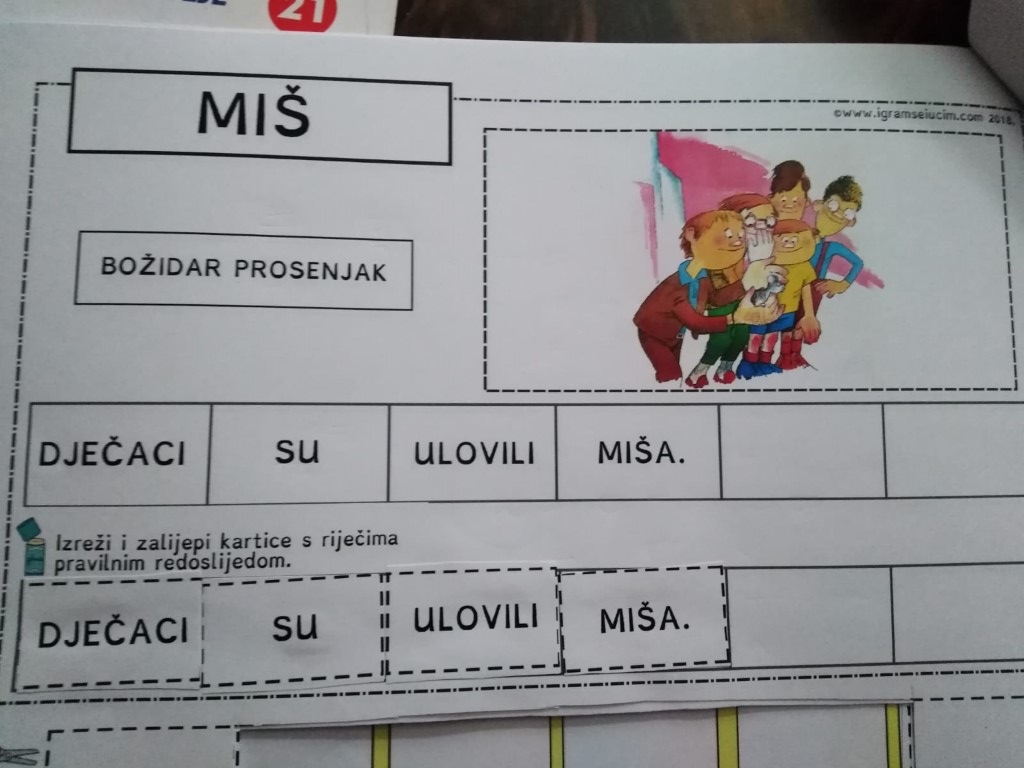 21
MIŠ
©www.igramseiucim.com 2018.
BOŽIDAR PROSENJAK
DJEČACI SU ULOVILI MIŠA.
Izreži i zalijepi kartice s riječima
pravilnim redoslijedom.
DJEČACI SU ULOVILI MIŠA.